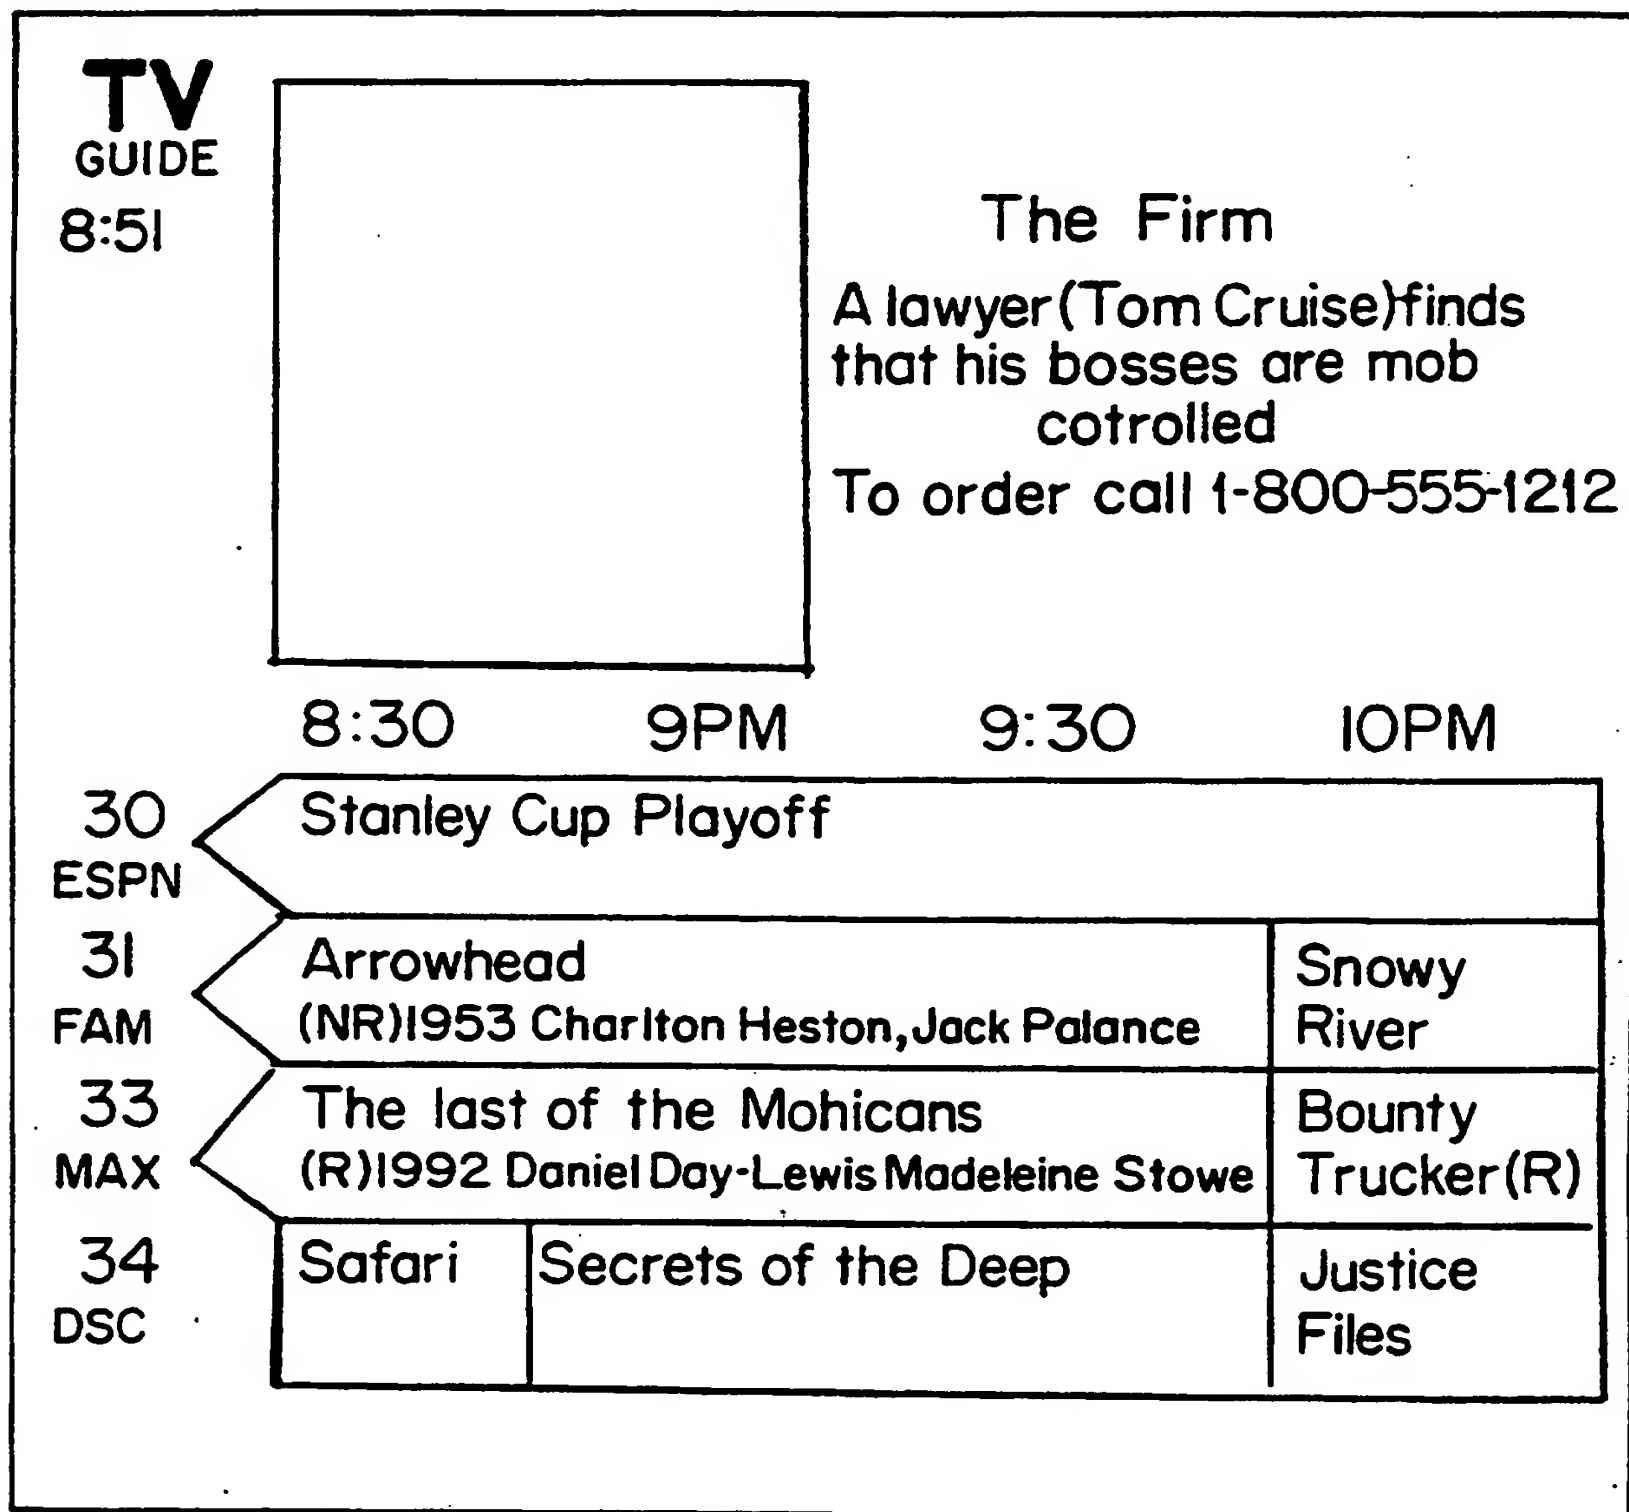 TV
GUIDE
8:51
The Firm
A lawyer (Tom Cruise) finds
that his bosses are mob
cotrolled
To order call 1-800-555-1212
8:30 9PM 9:30 10PM
30
ESPN
Stanley Cup Playoff
31
FAM
Arrowhead
(NR) 1953 Charlton Heston, Jack Palance
Snowy
River
33
MAX
The last of the Mohicans
(R) 1992 Daniel Day-Lewis Madeleine Stowe
Bounty
Trucker (R)
34
DSC
Safari
Secrets of the Deep
Justice
Files